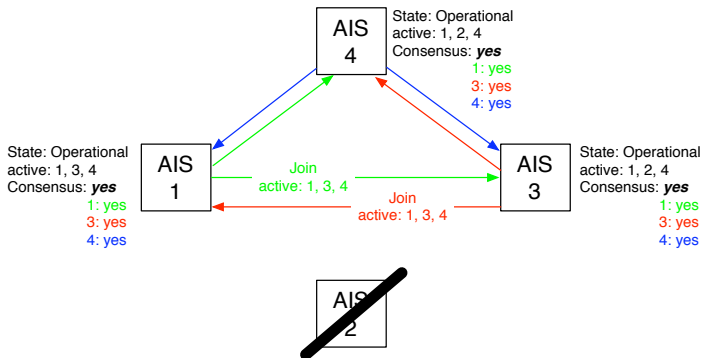 AIS
4
State: Operational
active: 1, 2, 4
Consensus: yes
1: yes
3: yes
4: yes
State: Operational
active: 1, 3, 4
Consensus: yes
1: yes
3: yes
4: yes
AIS
1
Join
active: 1, 3, 4
Join
active: 1, 3, 4
AIS
3
State: Operational
active: 1, 2, 4
Consensus: yes
1: yes
3: yes
4: yes
AIS
2